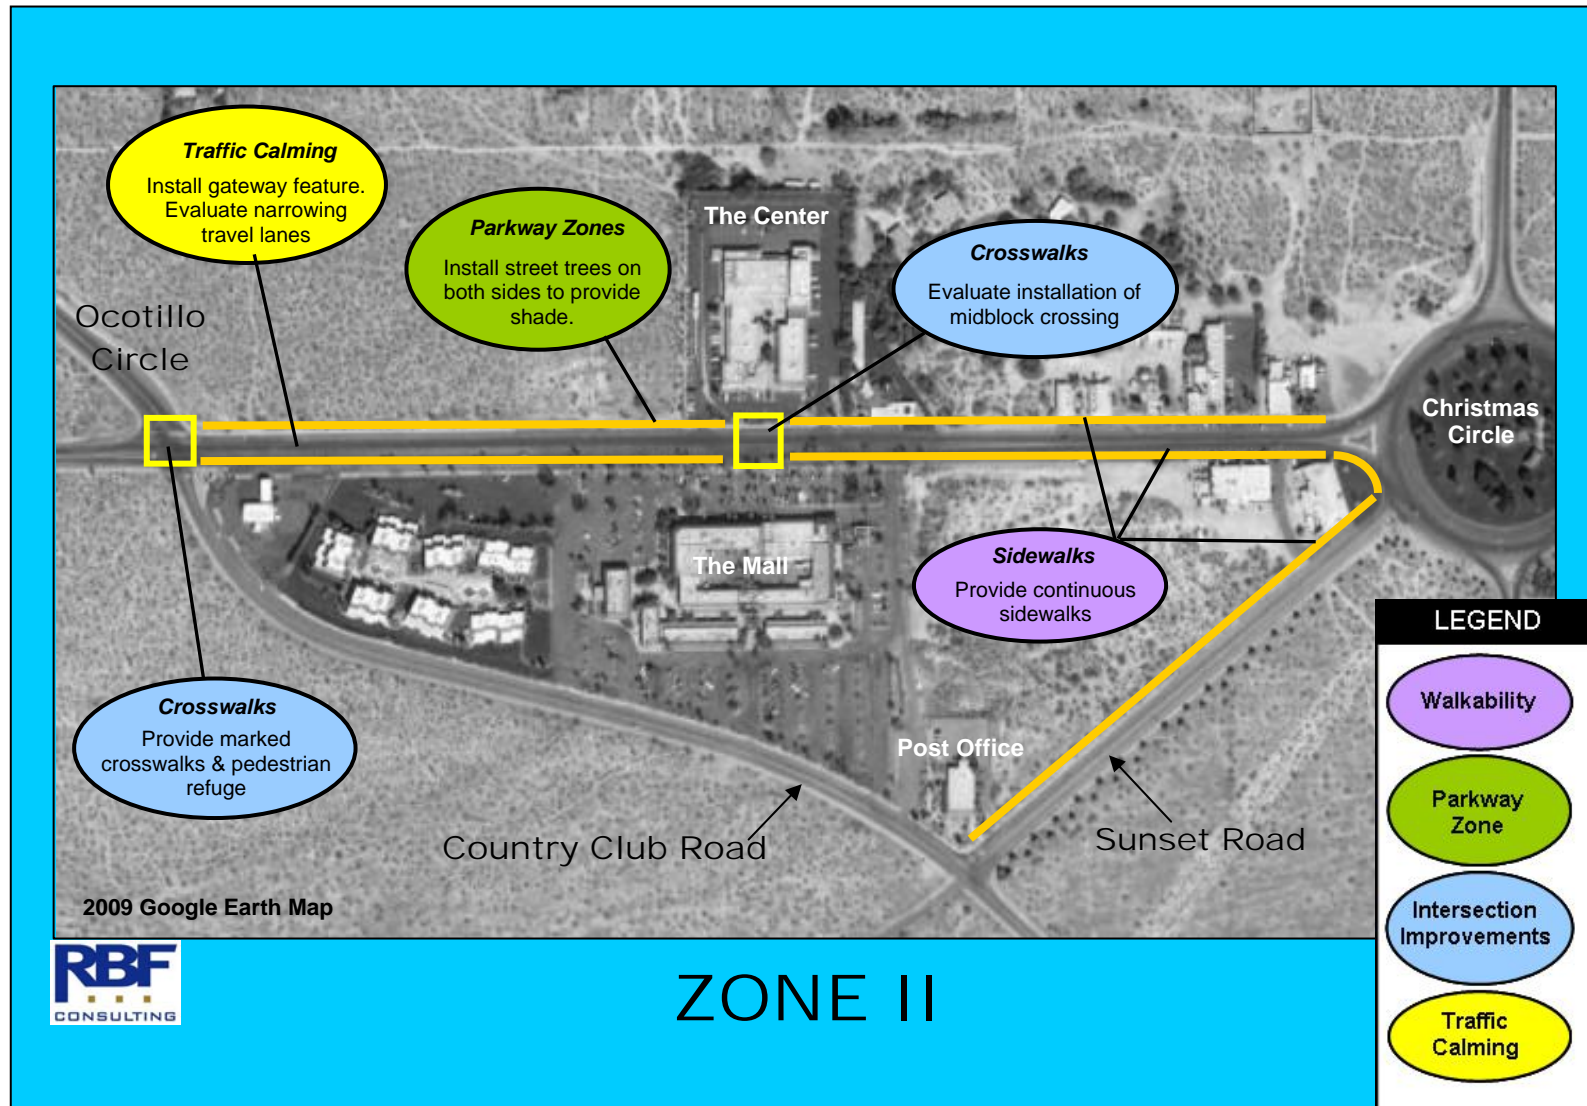 Traffic Calming
Install gateway feature.
Evaluate narrowing
travel lanes
Parkway Zones
Install street trees on
both sides to provide
shade.
The Center
Crosswalks
Evaluate installation of
midblock crossing
Ocotillo
Circle
Christmas
Circle
The Mall
Sidewalks
Provide continuous
sidewalks
Crosswalks
Provide marked
crosswalks & pedestrian
refuge
Post Office
Country Club Road
Sunset Road
2009 Google Earth Map
LEGEND
Walkability
Parkway
Zone
Intersection
Improvements
Traffic
Calming
RBF
CONSULTING
ZONE II